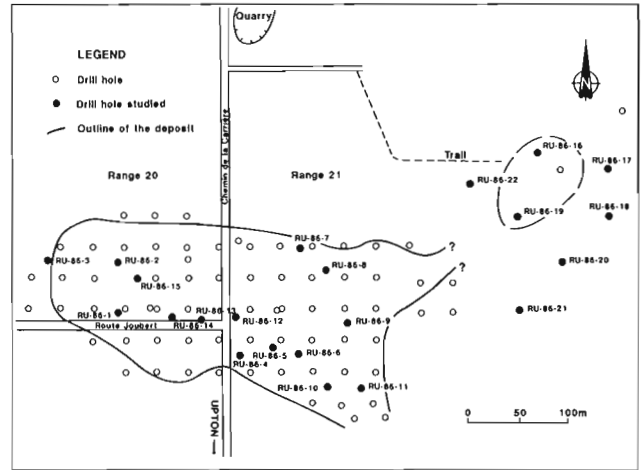 Quarry
LEGEND
Drill hole
Drill hole studied
Outline of the deposit
N
Chemin de la Carrière
Trail
RU-86-16
RU-86-17
RU-86-22
Range 20
Range 21
RU-86-19
RU-86-18
RU-86-7
?
RU-86-3
RU-86-2
RU-86-8
?
RU-86-20
RU-86-15
RU-86-1
RU-86-13
RU-86-12
RU-86-9
RU-86-21
Route Joubert
RU-86-14
RU-86-5
RU-86-6
RU-86-4
RU-86-10
RU-86-11
UPTON
0 50 100m